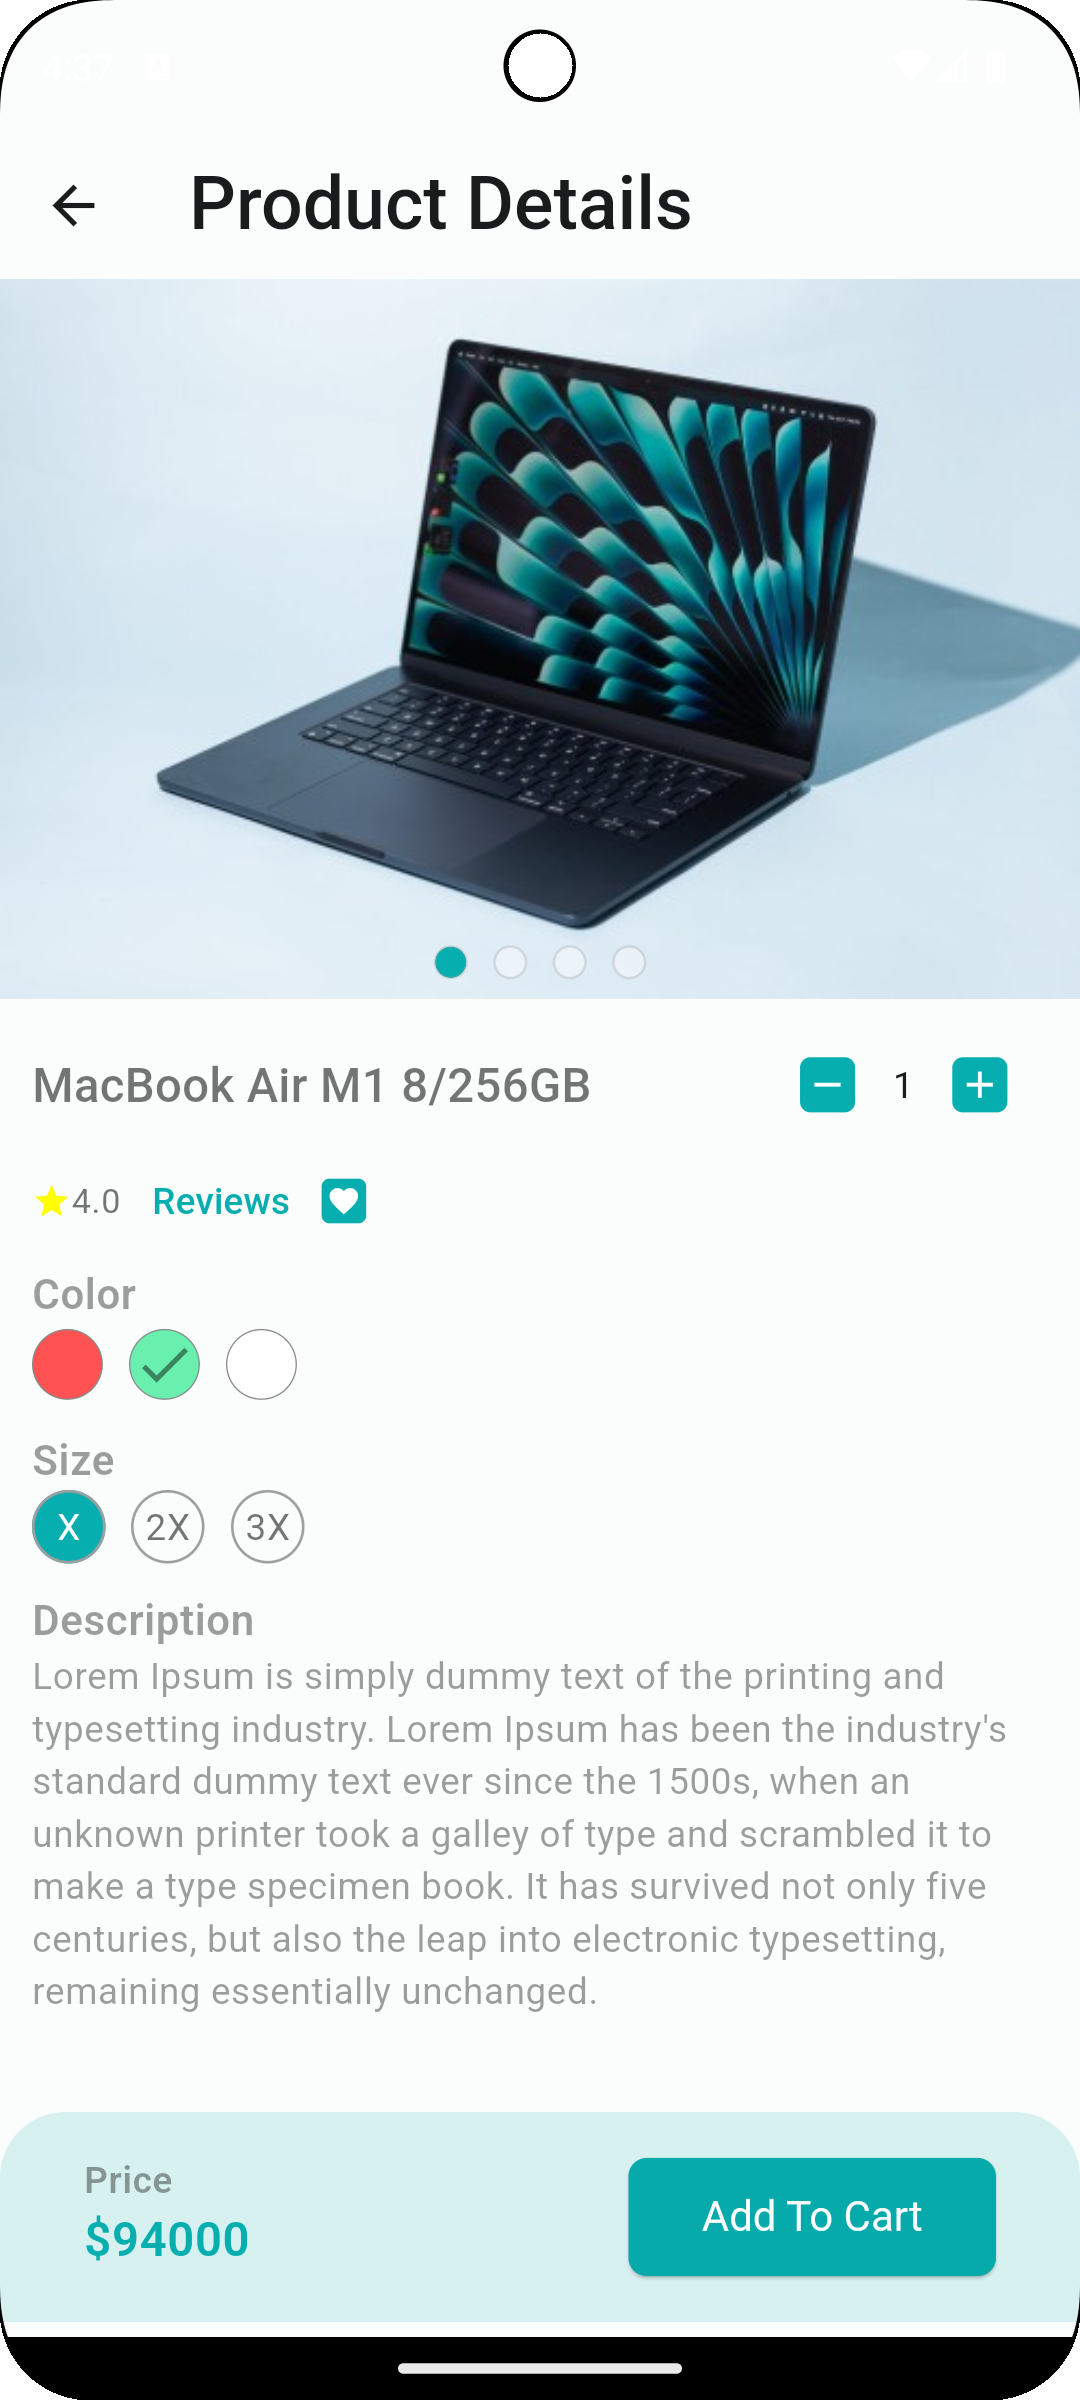 4:37
Product Details
MacBook Air M1 8/256GB
1
4.0 Reviews
Color
Size
X 2X 3X
Description
Lorem Ipsum is simply dummy text of the printing and
typesetting industry. Lorem Ipsum has been the industry's
standard dummy text ever since the 1500s, when an
unknown printer took a galley of type and scrambled it to
make a type specimen book. It has survived not only five
centuries, but also the leap into electronic typesetting,
remaining essentially unchanged.
Price
$94000
Add To Cart